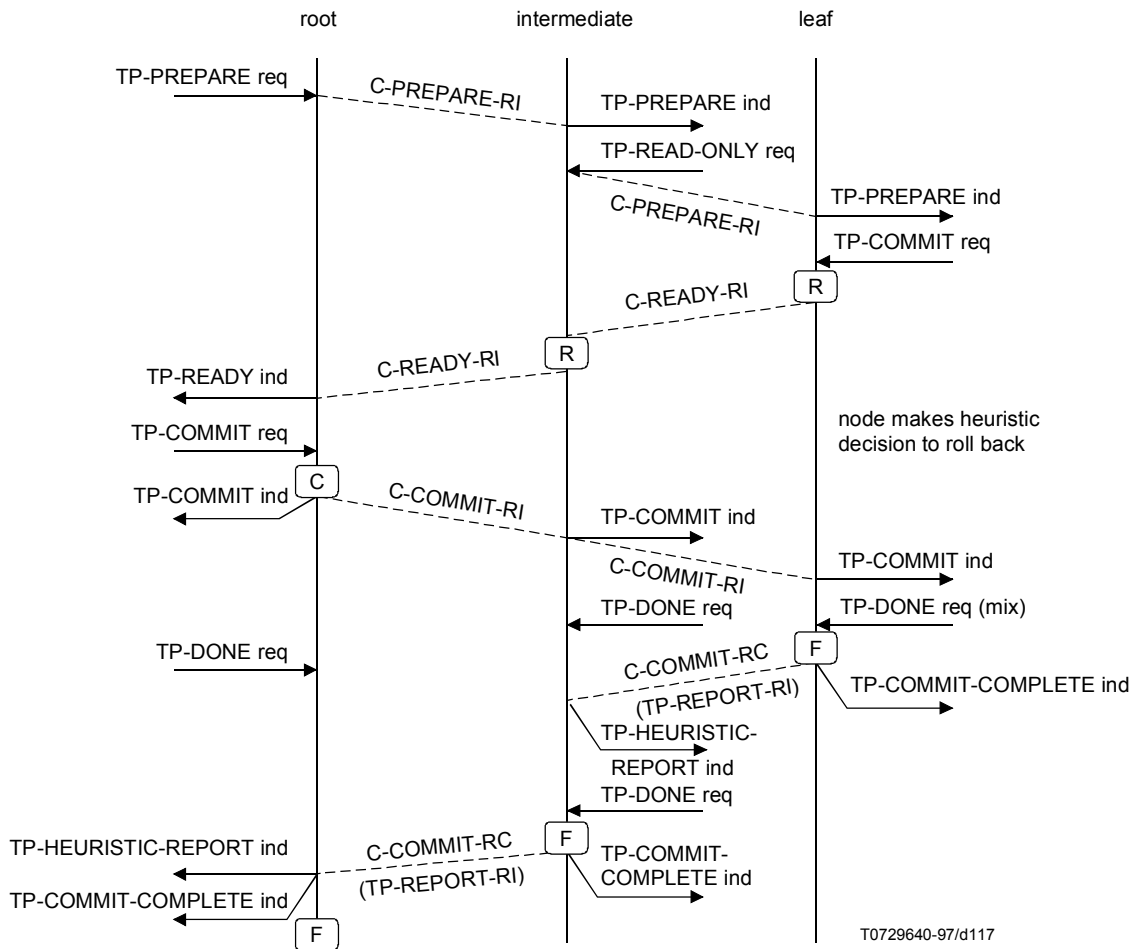 root intermediate leaf
TP-PREPARE req
C-PREPARE-RI
TP-PREPARE ind
TP-READ-ONLY req
C-PREPARE-RI
TP-PREPARE ind
TP-COMMIT req
R
C-READY-RI
R
C-READY-RI
TP-READY ind
node makes heuristic
decision to roll back
TP-COMMIT req
C
TP-COMMIT ind
C-COMMIT-RI
TP-COMMIT ind
C-COMMIT-RI
TP-COMMIT ind
TP-DONE req
TP-DONE req (mix)
TP-DONE req
F
C-COMMIT-RC
(TP-REPORT-RI)
TP-COMMIT-COMPLETE ind
TP-HEURISTIC-
REPORT ind
TP-DONE req
F
TP-HEURISTIC-REPORT ind
C-COMMIT-RC
(TP-REPORT-RI)
TP-COMMIT-
COMPLETE ind
TP-COMMIT-COMPLETE ind
F
T0729640-97/d117